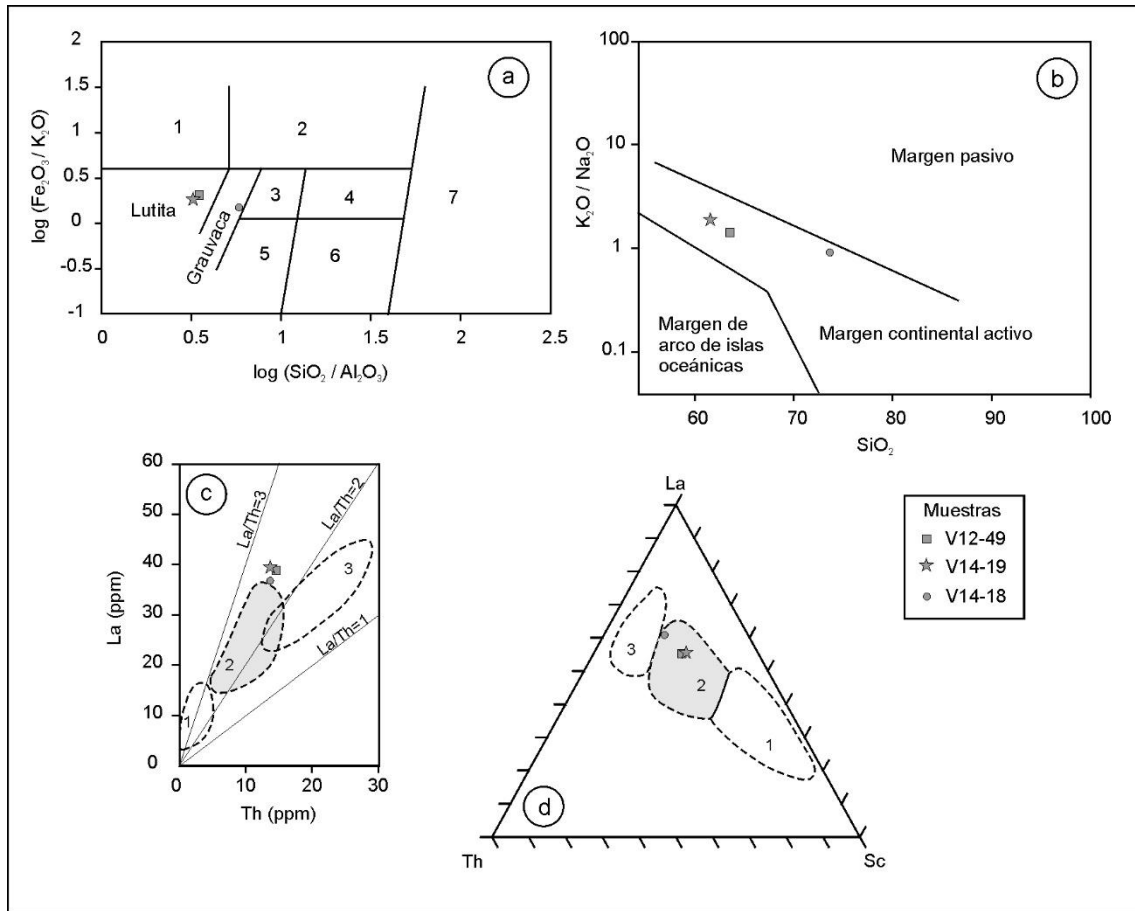 a
2
1.5
1
0.5
0
-0.5
-1
log (Fe₂O₃ / K₂O)
1
2
3
4
5
6
7
Lutita
Grauvaca
0
0.5
1
1.5
2
2.5
log (SiO₂ / Al₂O₃)
b
100
10
1
0.1
K₂O / Na₂O
Margen pasivo
Margen de
arco de islas
oceánicas
Margen continental activo
60
70
80
90
100
SiO₂
c
60
50
40
30
20
10
0
La (ppm)
La/Th=3
La/Th=2
La/Th=1
1
2
3
0
10
20
30
Th (ppm)
La
3
2
1
d
Th
Sc
Muestras
V12-49
V14-19
V14-18